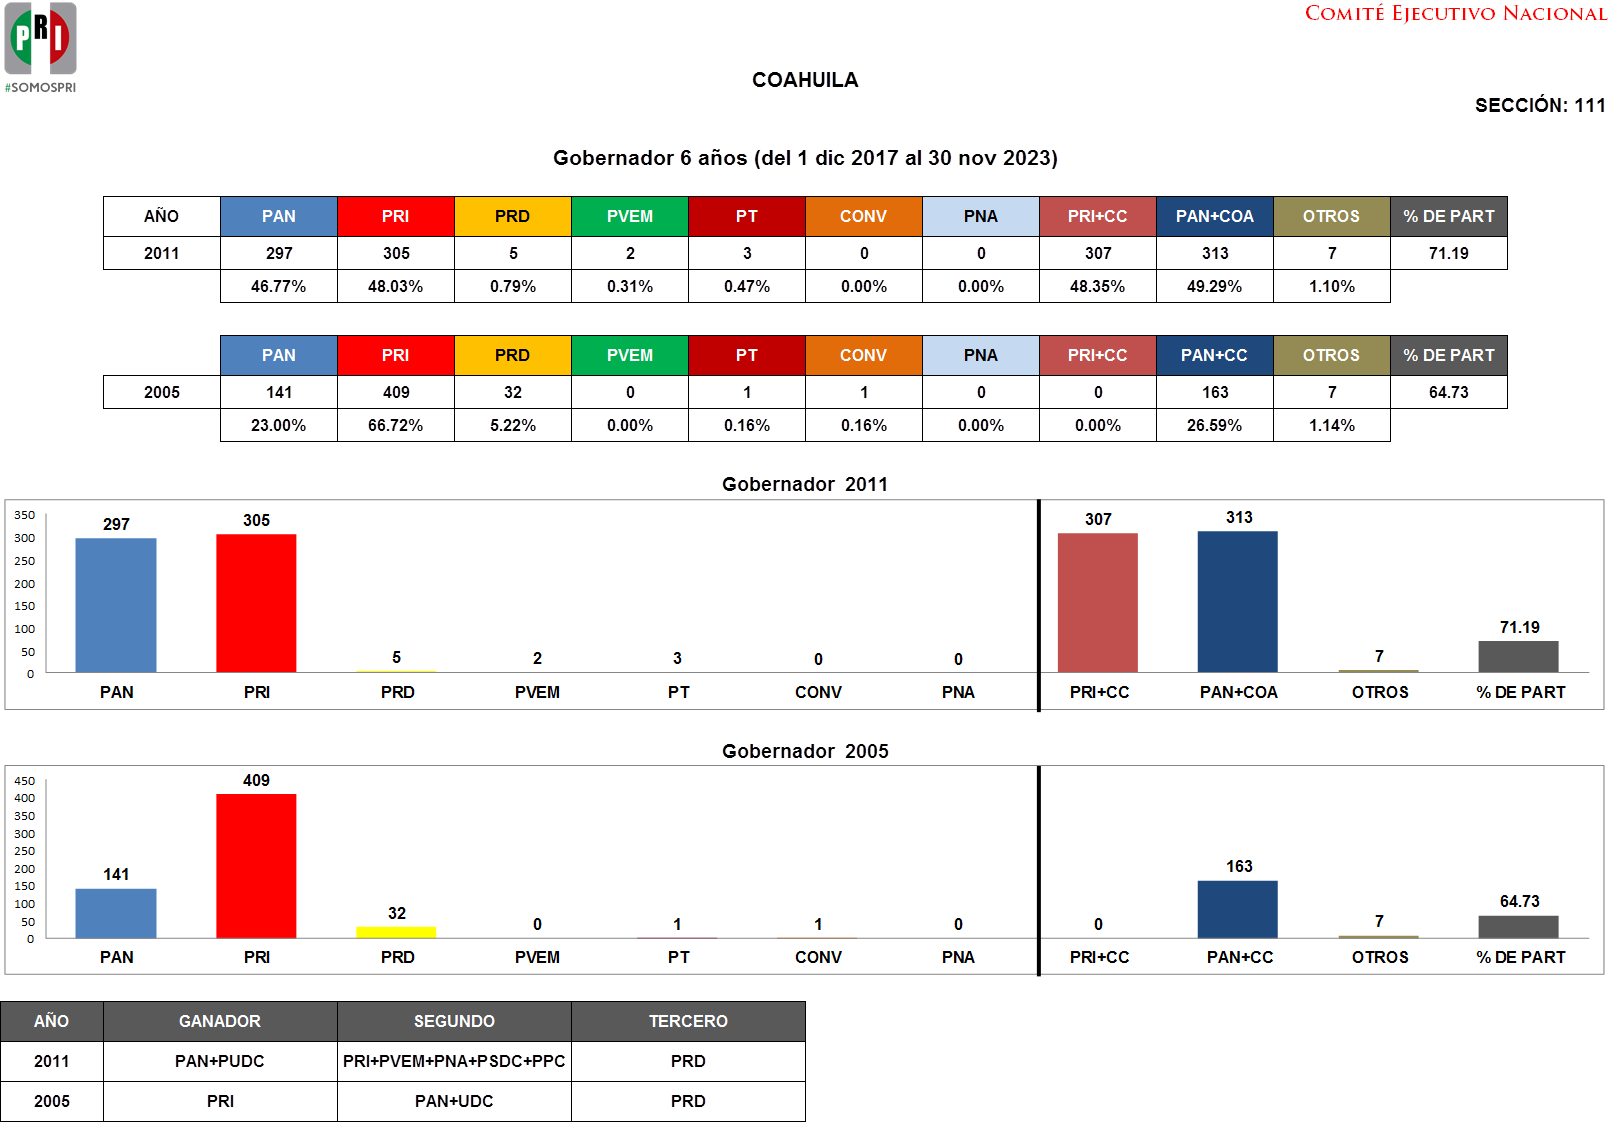 PRI
#SOMOSPRI
COMITÉ EJECUTIVO NACIONAL
COAHUILA
SECCIÓN: 111
Gobernador 6 años (del 1 dic 2017 al 30 nov 2023)
AÑO PAN PRI PRD PVEM PT CONV PNA PRI+CC PAN+COA OTROS % DE PART
2011 297 305 5 2 3 0 0 307 313 7 71.19
46.77% 48.03% 0.79% 0.31% 0.47% 0.00% 0.00% 48.35% 49.29% 1.10%
PAN PRI PRD PVEM PT CONV PNA PRI+CC PAN+CC OTROS % DE PART
2005 141 409 32 0 1 1 0 0 163 7 64.73
23.00% 66.72% 5.22% 0.00% 0.16% 0.16% 0.00% 0.00% 26.59% 1.14%
Gobernador 2011
350
300
250
200
150
100
50
0
297 305 5 2 3 0 0 307 313 7 71.19
PAN PRI PRD PVEM PT CONV PNA PRI+CC PAN+COA OTROS % DE PART
Gobernador 2005
450
400
350
300
250
200
150
100
50
0
141 409 32 0 1 1 0 0 163 7 64.73
PAN PRI PRD PVEM PT CONV PNA PRI+CC PAN+CC OTROS % DE PART
AÑO GANADOR SEGUNDO TERCERO
2011 PAN+PUDC PRI+PVEM+PNA+PSDC+PPC PRD
2005 PRI PAN+UDC PRD